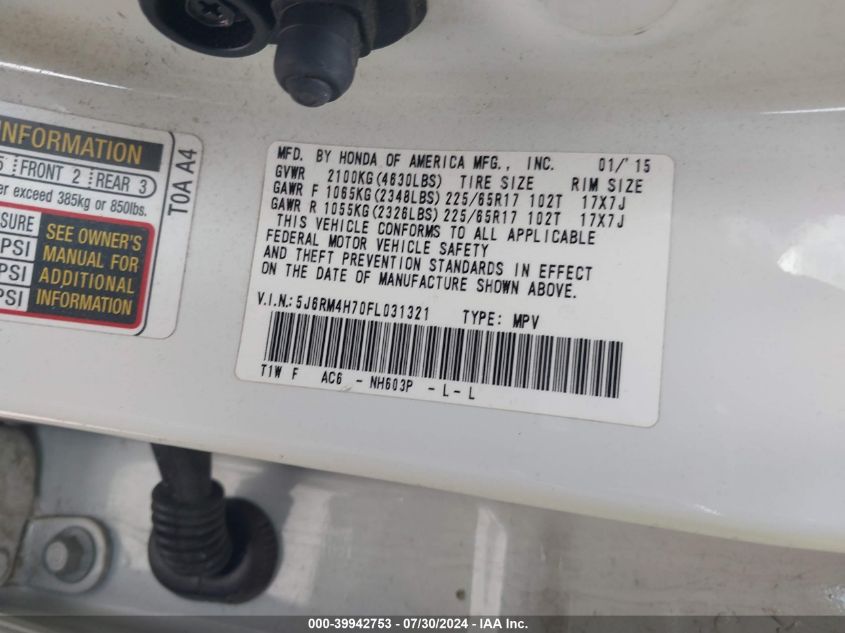 INFORMATION
5 FRONT 2 REAR 3
er exceed 385kg or 850lbs.
SURE
PSI
PSI
PSI
SEE OWNER'S
MANUAL FOR
ADDITIONAL
INFORMATION
T0A A4
MFD. BY HONDA OF AMERICA MFG., INC. 01/'15
GVWR 2100KG(4630LBS) TIRE SIZE RIM SIZE
GAWR F 1065KG(2348LBS) 225/65R17 102T 17X7J
GAWR R 1055KG(2326LBS) 225/65R17 102T 17X7J
THIS VEHICLE CONFORMS TO ALL APPLICABLE
FEDERAL MOTOR VEHICLE SAFETY
AND THEFT PREVENTION STANDARDS IN EFFECT
ON THE DATE OF MANUFACTURE SHOWN ABOVE.
V.I.N.:5J6RM4H70FL031321 TYPE: MPV
T1W F AC6 - NH603P - L - L
000-39942753 - 07/30/2024 - IAA Inc.